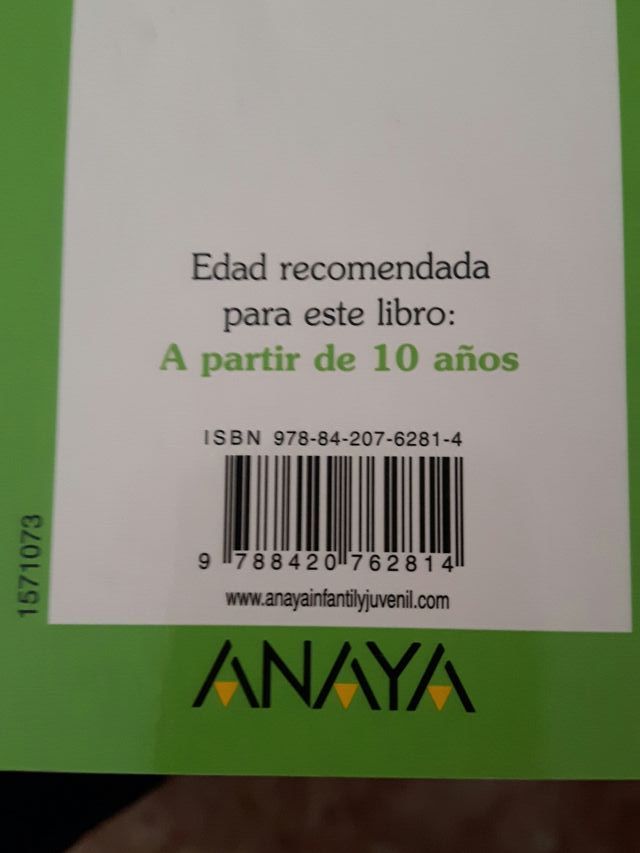 Edad recomendada
para este libro:
A partir de 10 años
ISBN 978-84-207-6281-4
9 788420 762814
www.anayainfantilyjuvenil.com
1571073
ANAYA